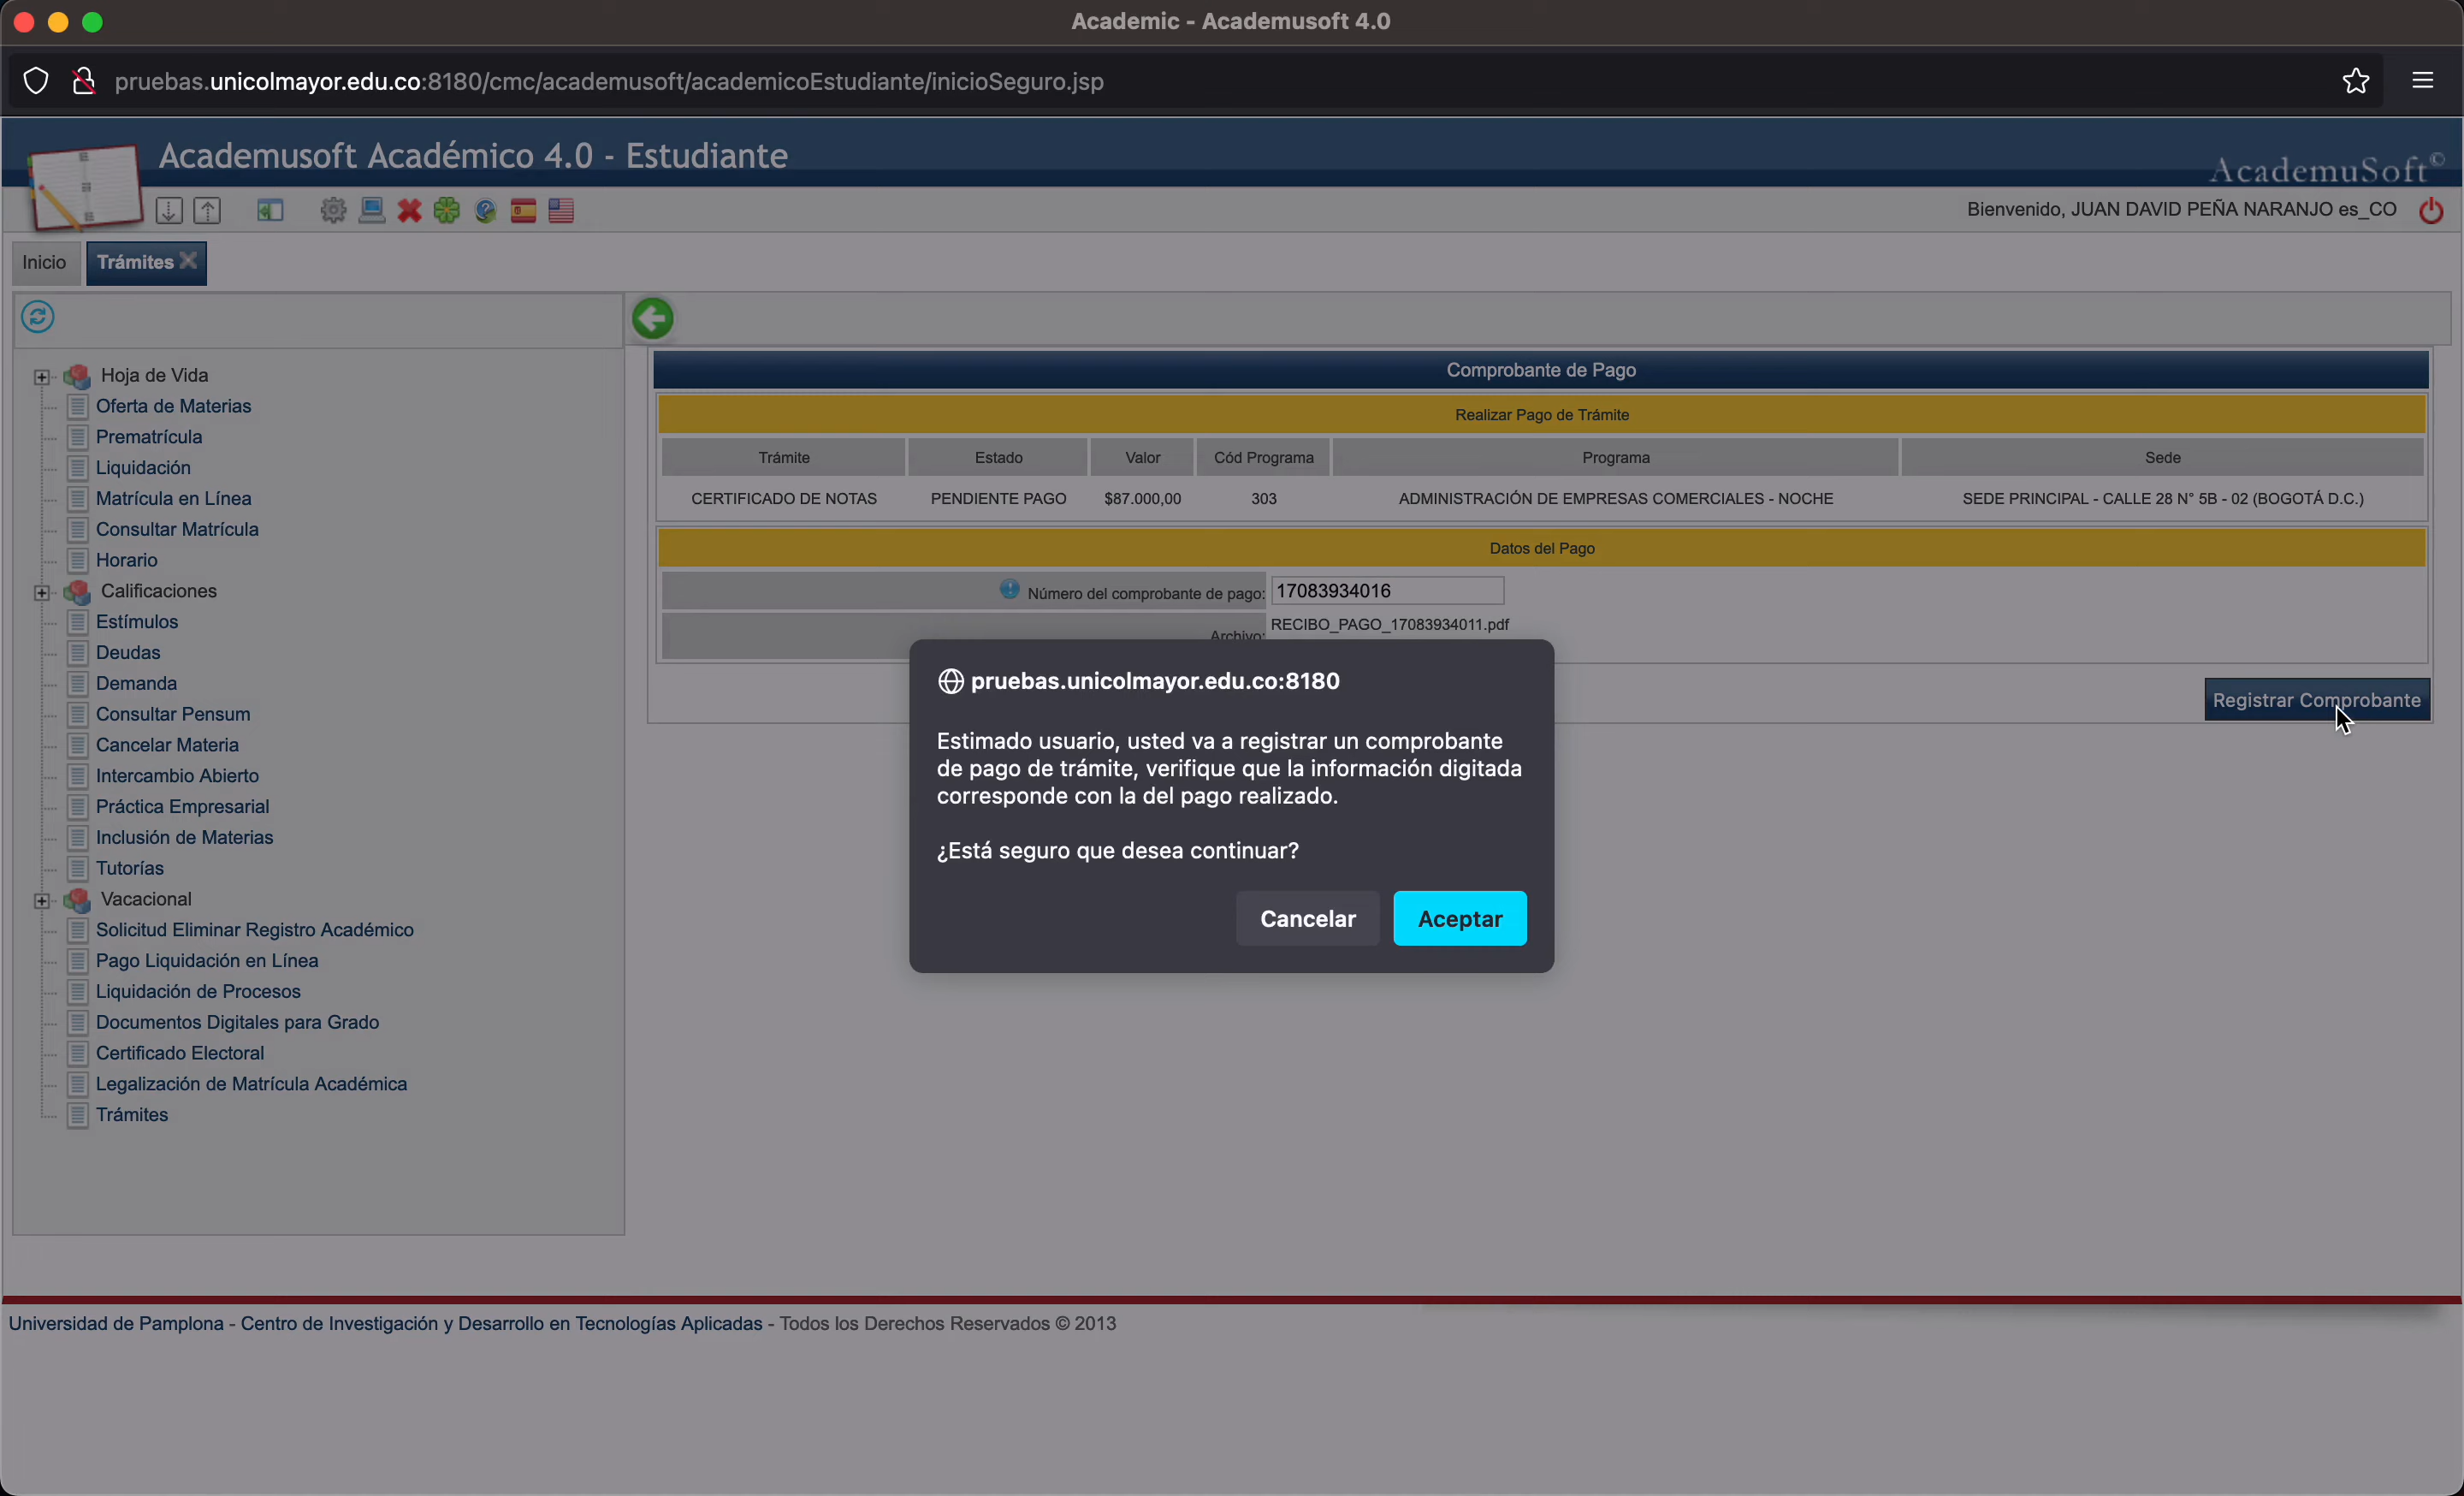 Academic - Academusoft 4.0
pruebas.unicolmayor.edu.co:8180/cmc/academusoft/academicoEstudiante/inicioSeguro.jsp
Academusoft Académico 4.0 - Estudiante
AcademuSoft©
Bienvenido, JUAN DAVID PEÑA NARANJO es_CO
Inicio
Trámites
Hoja de Vida
Oferta de Materias
Prematrícula
Liquidación
Matrícula en Línea
Consultar Matrícula
Horario
Calificaciones
Estímulos
Deudas
Demanda
Consultar Pensum
Cancelar Materia
Intercambio Abierto
Práctica Empresarial
Inclusión de Materias
Tutorías
Vacacional
Solicitud Eliminar Registro Académico
Pago Liquidación en Línea
Liquidación de Procesos
Documentos Digitales para Grado
Certificado Electoral
Legalización de Matrícula Académica
Trámites
Comprobante de Pago
Realizar Pago de Trámite
Trámite Estado Valor Cód Programa Programa Sede
CERTIFICADO DE NOTAS PENDIENTE PAGO $87.000,00 303 ADMINISTRACIÓN DE EMPRESAS COMERCIALES - NOCHE SEDE PRINCIPAL - CALLE 28 N° 5B - 02 (BOGOTÁ D.C.)
Datos del Pago
Número del comprobante de pago: 17083934016
Archivo: RECIBO_PAGO_17083934011.pdf
Registrar Comprobante
pruebas.unicolmayor.edu.co:8180
Estimado usuario, usted va a registrar un comprobante
de pago de trámite, verifique que la información digitada
corresponde con la del pago realizado.
¿Está seguro que desea continuar?
Cancelar
Aceptar
Universidad de Pamplona - Centro de Investigación y Desarrollo en Tecnologías Aplicadas - Todos los Derechos Reservados © 2013